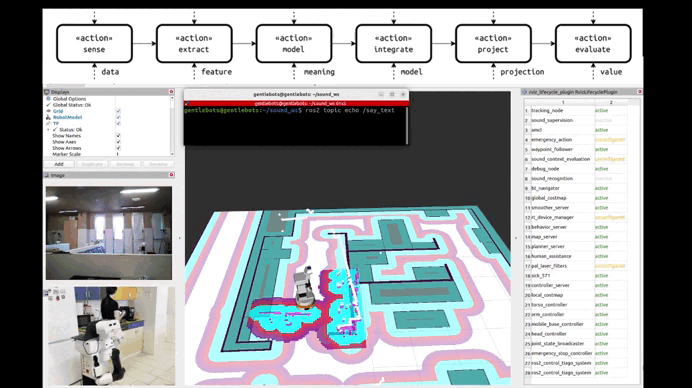 «action»
sense
«action»
extract
«action»
model
«action»
integrate
«action»
project
«action»
evaluate
data
feature
meaning
model
projection
value
Displays
Global Options
Global Status: Ok
Grid
RobotModel
TF
Status: Ok
Show Names
Show Axes
Show Arrows
Marker Scale
1
Add
Duplicate
Remove
Rename
Image
gentlebots@gentlebots: ~/sound_ws
gentlebots@gentlebots: ~/sound_ws
gentlebots@gentlebots:~/sound_ws$ ros2 topic echo /say_text
rviz_lifecycle_plugin RvizLifecyclePlugin
1 2
1 tracking_node active
2 sound_supervision inactive
3 amcl active
4 emergency_action unconfigured
5 waypoint_follower active
6 sound_context_evaluation unconfigured
7 debug_node active
8 sound_recognition inactive
9 bt_navigator active
10 global_costmap active
11 smoother_server active
12 rt_device_manager unconfigured
13 behavior_server active
14 map_server active
15 planner_server active
16 human_assistance active
17 pal_laser_filters unconfigured
18 sick_571 active
19 controller_server active
20 local_costmap active
21 torso_controller active
22 arm_controller active
23 mobile_base_controller active
24 head_controller active
25 joint_state_broadcaster active
26 emergency_stop_controller active
27 ros2_control_tiago_system active
28 ros2_control_tiago_system active